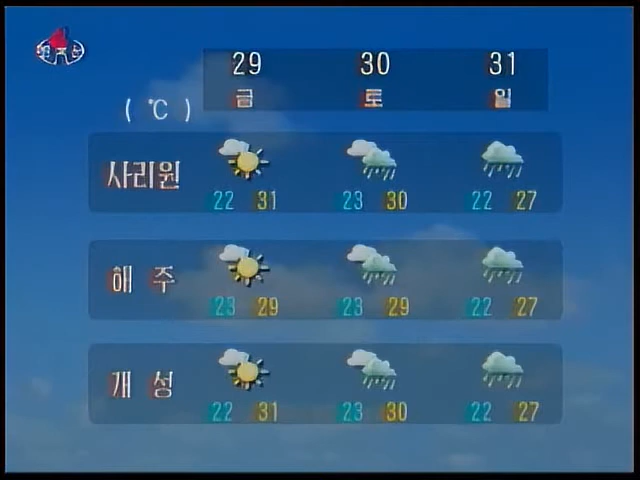 29 30 31
(℃) 금 토 일
사리원 22 31 23 30 22 27
해주 23 29 23 29 22 27
개성 22 31 23 30 22 27